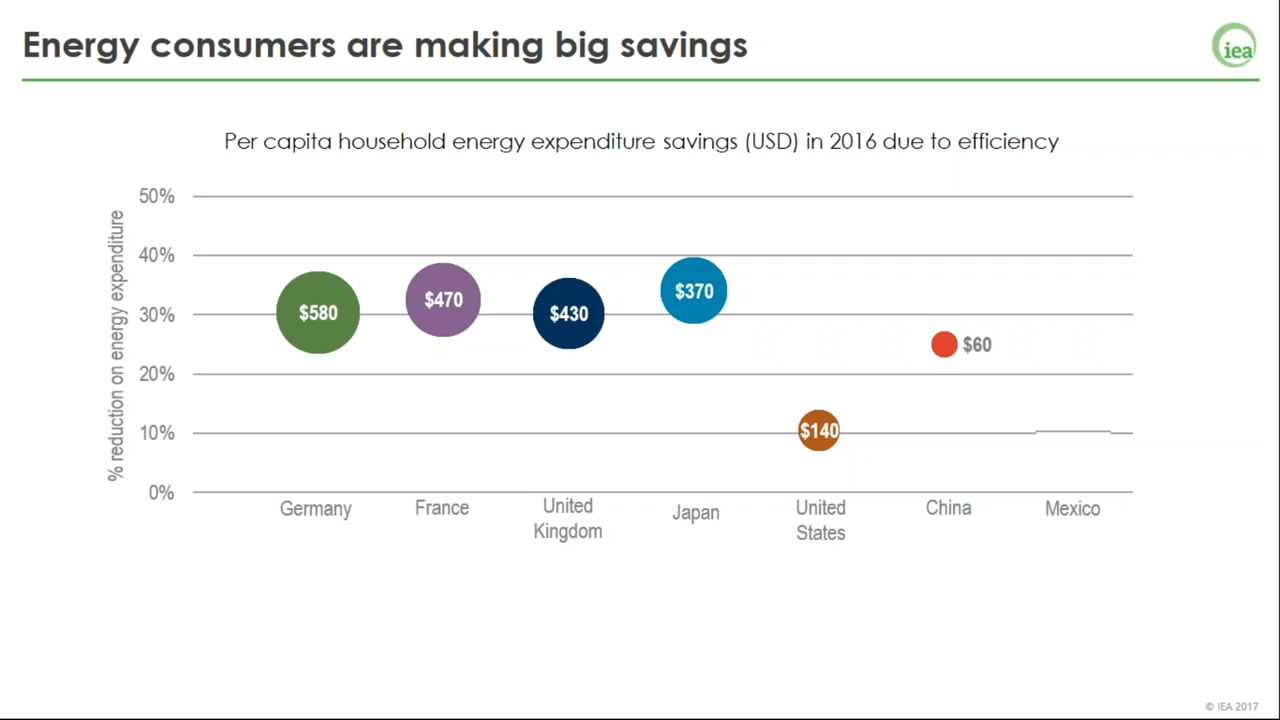 Energy consumers are making big savings
iea
Per capita household energy expenditure savings (USD) in 2016 due to efficiency
% reduction on energy expenditure
50%
40%
30%
20%
10%
0%
$580
$470
$430
$370
$140
$60
Germany
France
United
Kingdom
Japan
United
States
China
Mexico
© IEA 2017